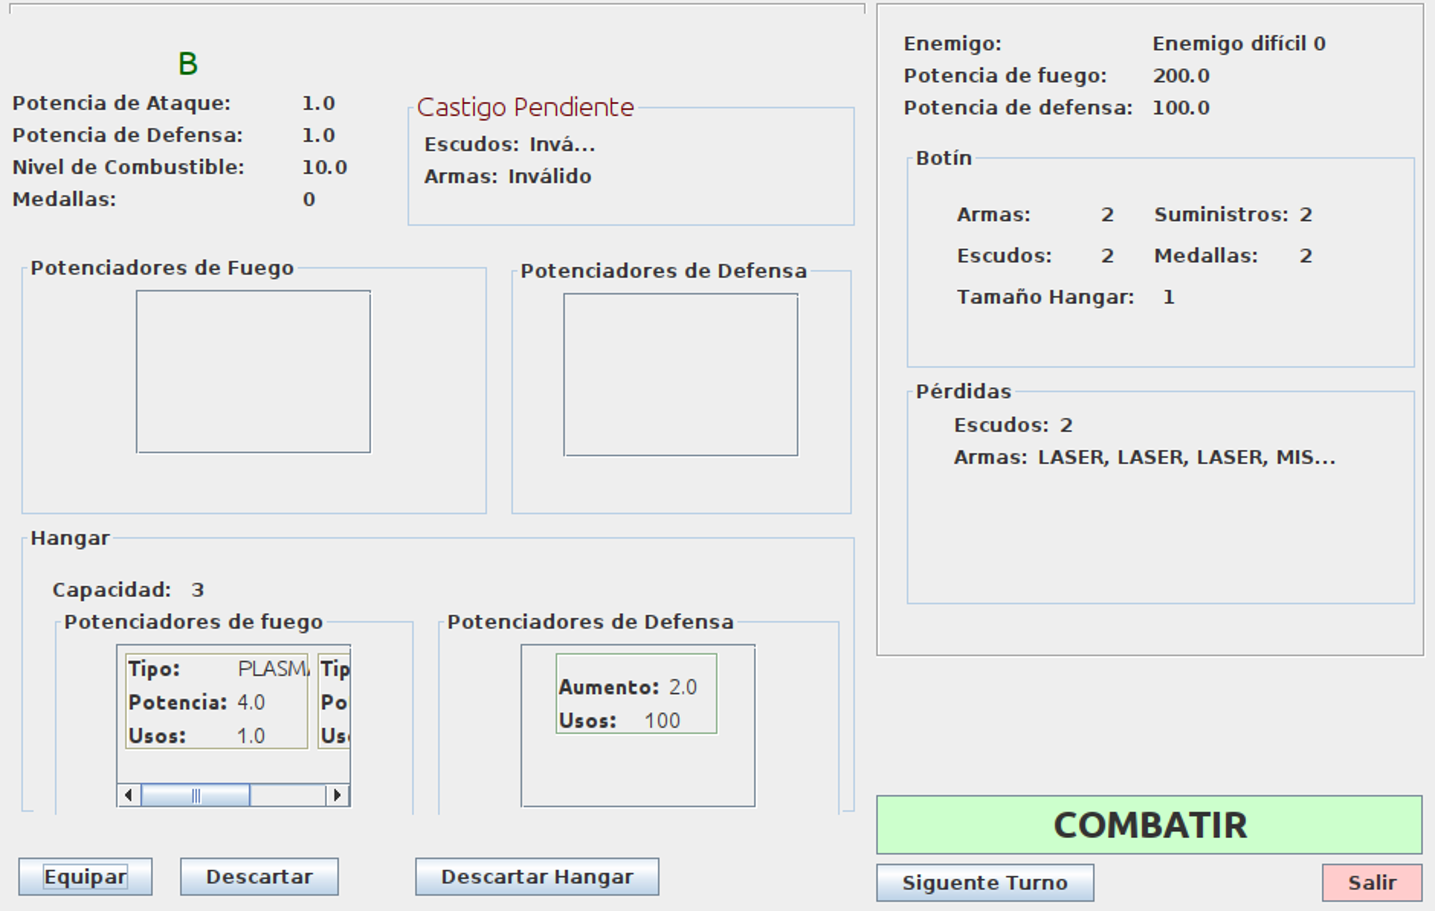 B
Potencia de Ataque: 1.0
Potencia de Defensa: 1.0
Nivel de Combustible: 10.0
Medallas: 0
Castigo Pendiente
Escudos: Invá...
Armas: Inválido
Potenciadores de Fuego
Potenciadores de Defensa
Hangar
Capacidad: 3
Potenciadores de fuego
Tipo: PLASMA Tip
Potencia: 4.0 Po
Usos: 1.0 Us
Potenciadores de Defensa
Aumento: 2.0
Usos: 100
Equipar
Descartar
Descartar Hangar
Enemigo: Enemigo difícil 0
Potencia de fuego: 200.0
Potencia de defensa: 100.0
Botín
Armas: 2 Suministros: 2
Escudos: 2 Medallas: 2
Tamaño Hangar: 1
Pérdidas
Escudos: 2
Armas: LASER, LASER, LASER, MIS...
COMBATIR
Siguente Turno
Salir